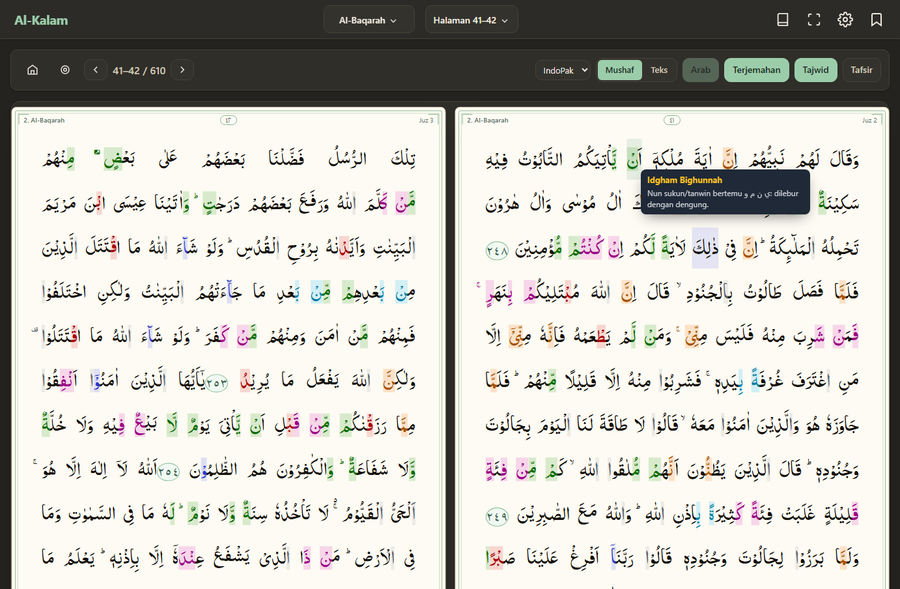 Al-Kalam
Al-Baqarah
Halaman 41–42
41–42 / 610
IndoPak
Mushaf
Teks
Arab
Terjemahan
Tajwid
Tafsir
2. Al-Baqarah
Juz 2
وَقَالَ لَهُمْ نَبِيُّهُمْ اِنَّ اٰيَةَ مُلْكِهٖٓ اَنْ يَّاْتِيَكُمُ التَّابُوْتُ فِيْهِ
Idgham Bighunnah
Nun sukun/tanwin bertemu ي ن م و: dilebur
dengan dengung.
سَكِيْنَةٌ اٰلُ مُوْسٰى وَاٰلُ هٰرُوْنَ
تَحْمِلُهُ الْمَلٰٓئِكَةُ ؕ اِنَّ فِيْ ذٰلِكَ لَاٰيَةً لَّكُمْ اِنْ كُنْتُمْ مُّؤْمِنِيْنَ ۝٢٤٨
فَلَمَّا فَصَلَ طَالُوْتُ بِالْجُنُوْدِ ۙ قَالَ اِنَّ اللّٰهَ مُبْتَلِيْكُمْ بِنَهَرٍ ۚ
فَمَنْ شَرِبَ مِنْهُ فَلَيْسَ مِنِّيْ ۚ وَمَنْ لَّمْ يَطْعَمْهُ فَاِنَّهٗ مِنِّيْٓ اِلَّا
مَنِ اغْتَرَفَ غُرْفَةً بِيَدِهٖ ۚ فَشَرِبُوْا مِنْهُ اِلَّا قَلِيْلًا مِّنْهُمْ ؕ فَلَمَّا
جَاوَزَهٗ هُوَ وَالَّذِيْنَ اٰمَنُوْا مَعَهٗ ۙ قَالُوْا لَا طَاقَةَ لَنَا الْيَوْمَ بِجَالُوْتَ
وَجُنُوْدِهٖ ؕ قَالَ الَّذِيْنَ يَظُنُّوْنَ اَنَّهُمْ مُّلٰقُوا اللّٰهِ ۙ كَمْ مِّنْ فِئَةٍ
قَلِيْلَةٍ غَلَبَتْ فِئَةً كَثِيْرَةً بِاِذْنِ اللّٰهِ ؕ وَاللّٰهُ مَعَ الصّٰبِرِيْنَ ۝٢٤٩
وَلَمَّا بَرَزُوْا لِجَالُوْتَ وَجُنُوْدِهٖ قَالُوْا رَبَّنَآ اَفْرِغْ عَلَيْنَا صَبْرًا
2. Al-Baqarah
Juz 3
تِلْكَ الرُّسُلُ فَضَّلْنَا بَعْضَهُمْ عَلٰى بَعْضٍ ۘ مِنْهُمْ
مَّنْ كَلَّمَ اللّٰهُ وَرَفَعَ بَعْضَهُمْ دَرَجٰتٍ ؕ وَاٰتَيْنَا عِيْسَى ابْنَ مَرْيَمَ
الْبَيِّنٰتِ وَاَيَّدْنٰهُ بِرُوْحِ الْقُدُسِ ؕ وَلَوْ شَآءَ اللّٰهُ مَا اقْتَتَلَ الَّذِيْنَ
مِنْۢ بَعْدِهِمْ مِّنْۢ بَعْدِ مَا جَآءَتْهُمُ الْبَيِّنٰتُ وَلٰكِنِ اخْتَلَفُوْا
فَمِنْهُمْ مَّنْ اٰمَنَ وَمِنْهُمْ مَّنْ كَفَرَ ؕ وَلَوْ شَآءَ اللّٰهُ مَا اقْتَتَلُوْا ۟
وَلٰكِنَّ اللّٰهَ يَفْعَلُ مَا يُرِيْدُ ۝٢٥٣ يٰٓاَيُّهَا الَّذِيْنَ اٰمَنُوْٓا اَنْفِقُوْا
مِمَّا رَزَقْنٰكُمْ مِّنْ قَبْلِ اَنْ يَّاْتِيَ يَوْمٌ لَّا بَيْعٌ فِيْهِ وَلَا خُلَّةٌ
وَّلَا شَفَاعَةٌ ؕ وَالْكٰفِرُوْنَ هُمُ الظّٰلِمُوْنَ ۝٢٥٤ اَللّٰهُ لَآ اِلٰهَ اِلَّا هُوَ ۚ
اَلْحَيُّ الْقَيُّوْمُ ۚ لَا تَاْخُذُهٗ سِنَةٌ وَّلَا نَوْمٌ ؕ لَهٗ مَا فِى السَّمٰوٰتِ وَمَا
فِى الْاَرْضِ ؕ مَنْ ذَا الَّذِيْ يَشْفَعُ عِنْدَهٗٓ اِلَّا بِاِذْنِهٖ ؕ يَعْلَمُ مَا